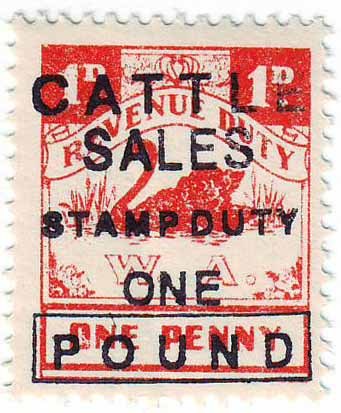 1D 1D
CATTLE
REVENUE DUTY
SALES
STAMP DUTY
W. A.
ONE
ONE PENNY
POUND